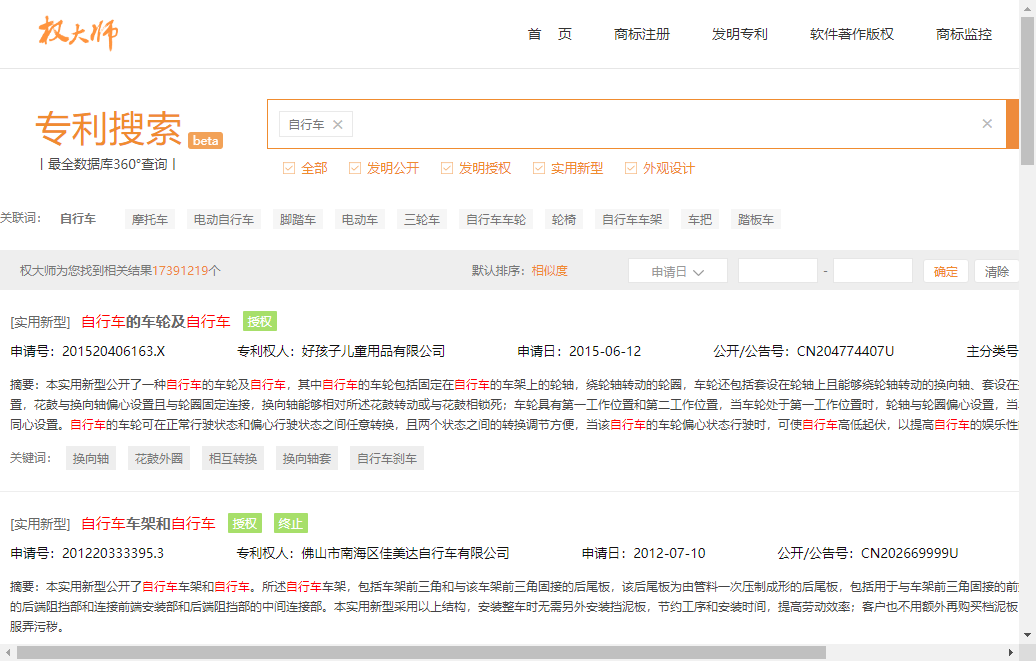 权大师
首 页 商标注册 发明专利 软件著作版权 商标监控
专利搜索 beta
| 最全数据库360°查询 |
自行车
全部 发明公开 发明授权 实用新型 外观设计
关联词： 自行车 摩托车 电动自行车 脚踏车 电动车 三轮车 自行车车轮 轮椅 自行车车架 车把 踏板车
权大师为您找到相关结果17391219个 默认排序：相似度 申请日 - 确定 清除
[实用新型] 自行车的车轮及自行车 授权
申请号：201520406163.X 专利权人：好孩子儿童用品有限公司 申请日：2015-06-12 公开/公告号：CN204774407U 主分类号
摘要：本实用新型公开了一种自行车的车轮及自行车，其中自行车的车轮包括固定在自行车的车架上的轮轴，绕轮轴转动的轮圈，车轮还包括套设在轮轴上且能够绕轮轴转动的换向轴、套设在
置，花鼓与换向轴偏心设置且与轮圈固定连接，换向轴能够相对所述花鼓转动或与花鼓相锁死；车轮具有第一工作位置和第二工作位置，当车轮处于第一工作位置时，轮轴与轮圈偏心设置，当
同心设置。自行车的车轮可在正常行驶状态和偏心行驶状态之间任意转换，且两个状态之间的转换调节方便，当该自行车的车轮偏心状态行驶时，可使自行车高低起伏，以提高自行车的娱乐性
关键词： 换向轴 花鼓外圈 相互转换 换向轴套 自行车刹车
[实用新型] 自行车车架和自行车 授权 终止
申请号：201220333395.3 专利权人：佛山市南海区佳美达自行车有限公司 申请日：2012-07-10 公开/公告号：CN202669999U
摘要：本实用新型公开了自行车车架和自行车。所述自行车车架，包括车架前三角和与该车架前三角固接的后尾板，该后尾板为由管料一次压制成形的后尾板，包括用于与车架前三角固接的前
的后端阻挡部和连接前端安装部和后端阻挡部的中间连接部。本实用新型采用以上结构，安装整车时无需另外安装挡泥板，节约工序和安装时间，提高劳动效率；客户也不用额外再购买档泥板
服弄污秽。